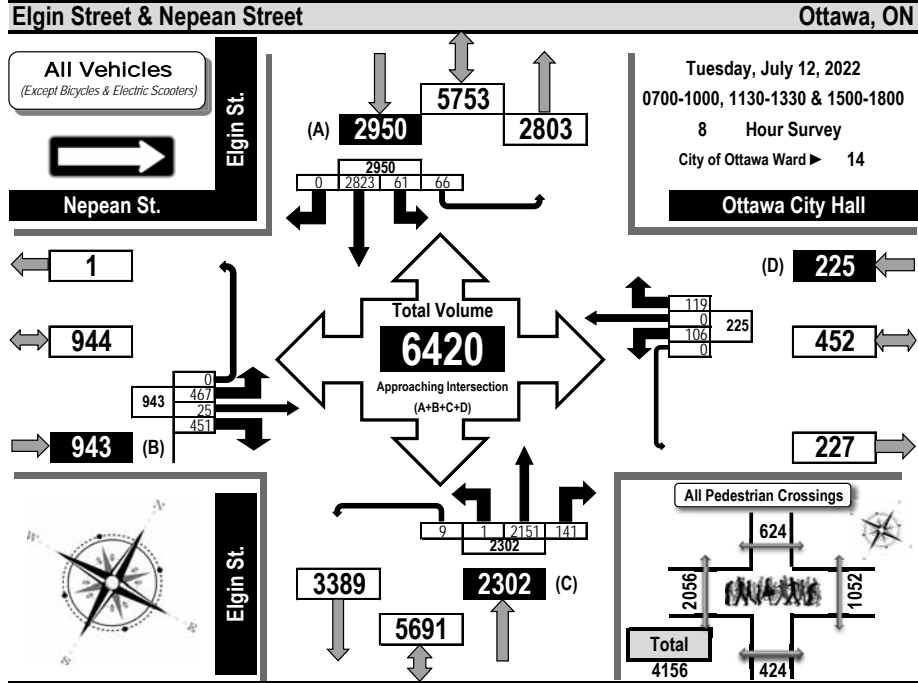 Elgin Street & Nepean Street
Ottawa, ON
All Vehicles
(Except Bicycles & Electric Scooters)
Elgin St.
Nepean St.
5753
(A) 2950
2803
2950
0 2823 61 66
Tuesday, July 12, 2022
0700-1000, 1130-1330 & 1500-1800
8 Hour Survey
City of Ottawa Ward ► 14
Ottawa City Hall
1
944
943
0
467
25
451
943 (B)
Total Volume
6420
Approaching Intersection
(A+B+C+D)
(D) 225
119
0
106
0
225
452
227
9 1 2151 141
2302
3389
2302 (C)
5691
Elgin St.
N
E
S
W
All Pedestrian Crossings
624
2056
1052
Total
4156
424